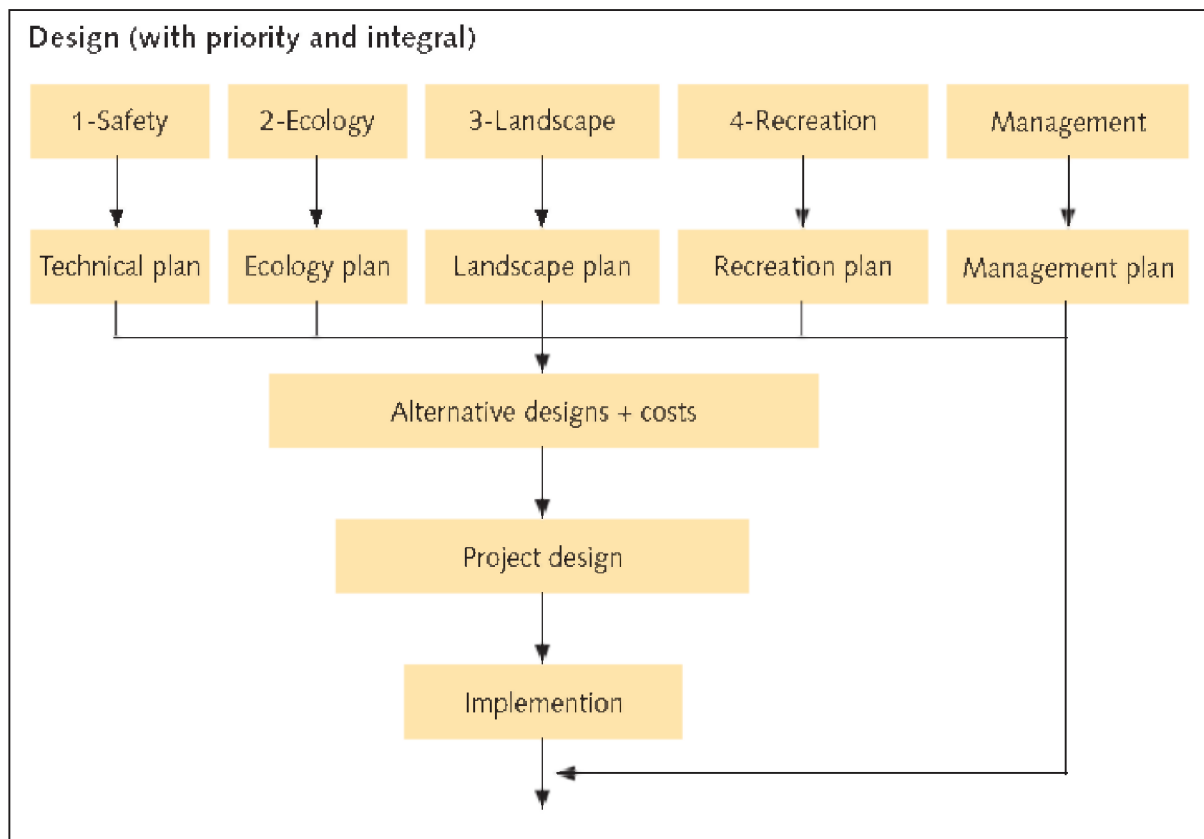 Design (with priority and integral)
1-Safety
2-Ecology
3-Landscape
4-Recreation
Management
Technical plan
Ecology plan
Landscape plan
Recreation plan
Management plan
Alternative designs + costs
Project design
Implemention